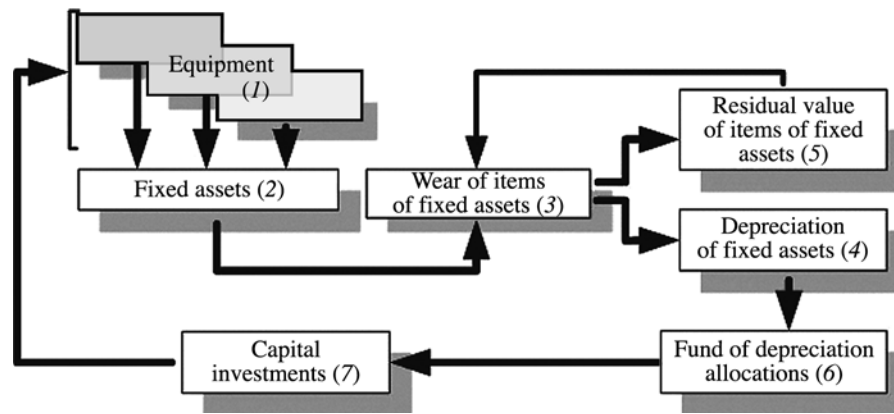 Equipment
(1)
Fixed assets (2)
Wear of items
of fixed assets (3)
Residual value
of items of fixed
assets (5)
Depreciation
of fixed assets (4)
Capital
investments (7)
Fund of depreciation
allocations (6)